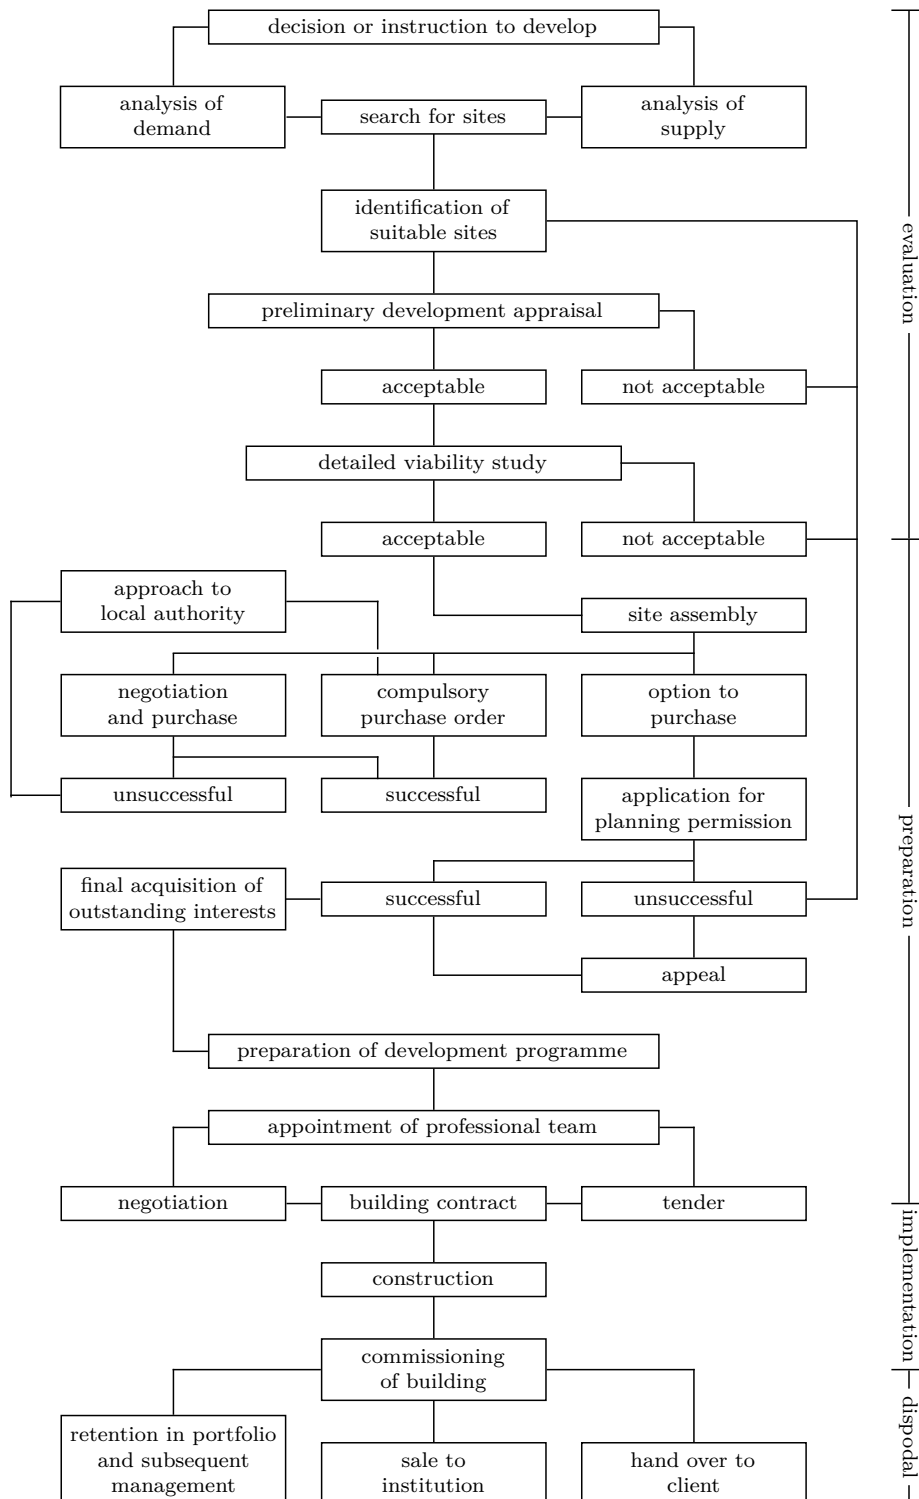 decision or instruction to develop
analysis of
demand
search for sites
analysis of
supply
identification of
suitable sites
evaluation
preliminary development appraisal
acceptable
not acceptable
detailed viability study
acceptable
not acceptable
approach to
local authority
site assembly
negotiation
and purchase
compulsory
purchase order
option to
purchase
unsuccessful
successful
application for
planning permission
preparation
final acquisition of
outstanding interests
successful
unsuccessful
appeal
preparation of development programme
appointment of professional team
negotiation
building contract
tender
implementation
construction
commissioning
of building
dispodal
retention in portfolio
and subsequent
management
sale to
institution
hand over to
client